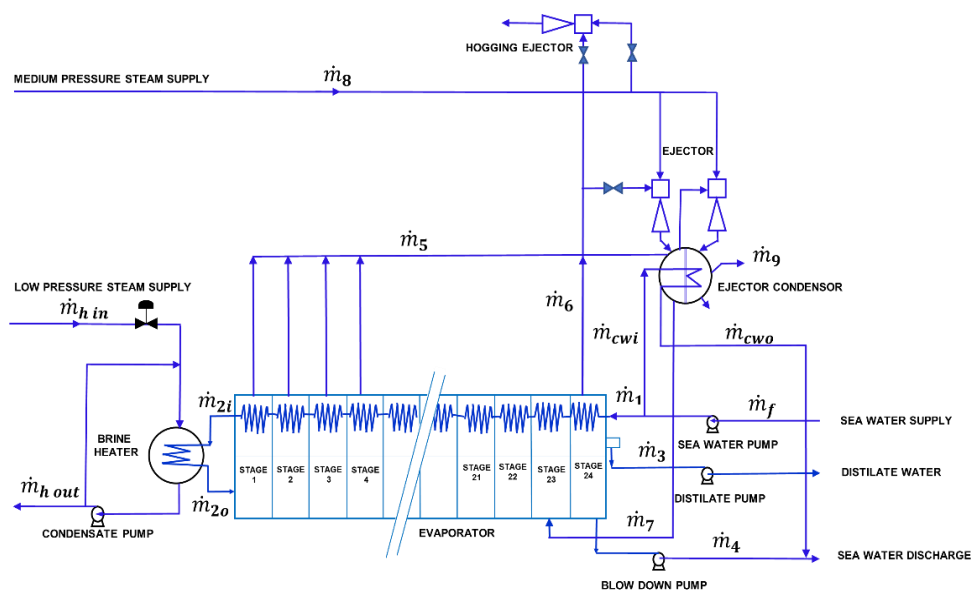 HOGGING EJECTOR
MEDIUM PRESSURE STEAM SUPPLY
ṁ8
EJECTOR
ṁ5
ṁ9
LOW PRESSURE STEAM SUPPLY
EJECTOR CONDENSOR
ṁh in
ṁ6
ṁcwi
ṁcwo
ṁ2i
ṁ1
ṁf
SEA WATER SUPPLY
BRINE
HEATER
SEA WATER PUMP
ṁ3
STAGE
1
STAGE
2
STAGE
3
STAGE
4
STAGE
21
STAGE
22
STAGE
23
STAGE
24
DISTILATE WATER
ṁh out
ṁ2o
DISTILATE PUMP
ṁ7
CONDENSATE PUMP
EVAPORATOR
ṁ4
SEA WATER DISCHARGE
BLOW DOWN PUMP